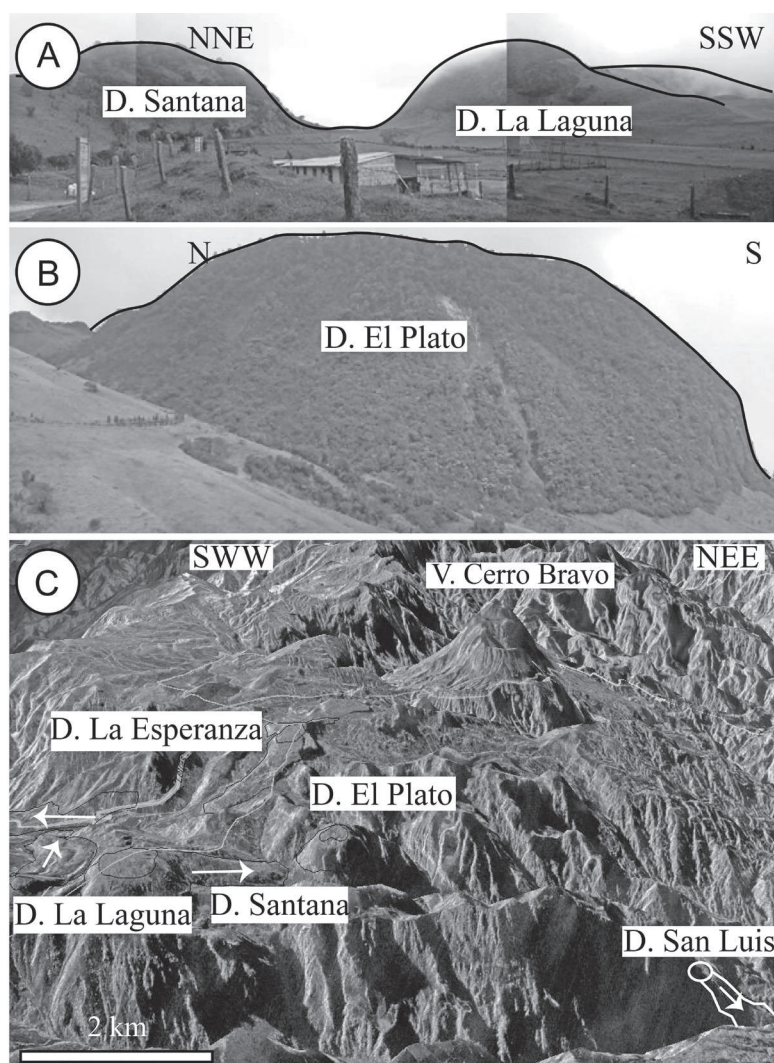 A
NNE
SSW
D. Santana
D. La Laguna
B
N
S
D. El Plato
C
SWW
NEE
V. Cerro Bravo
D. La Esperanza
D. El Plato
D. La Laguna
D. Santana
D. San Luis
2 km